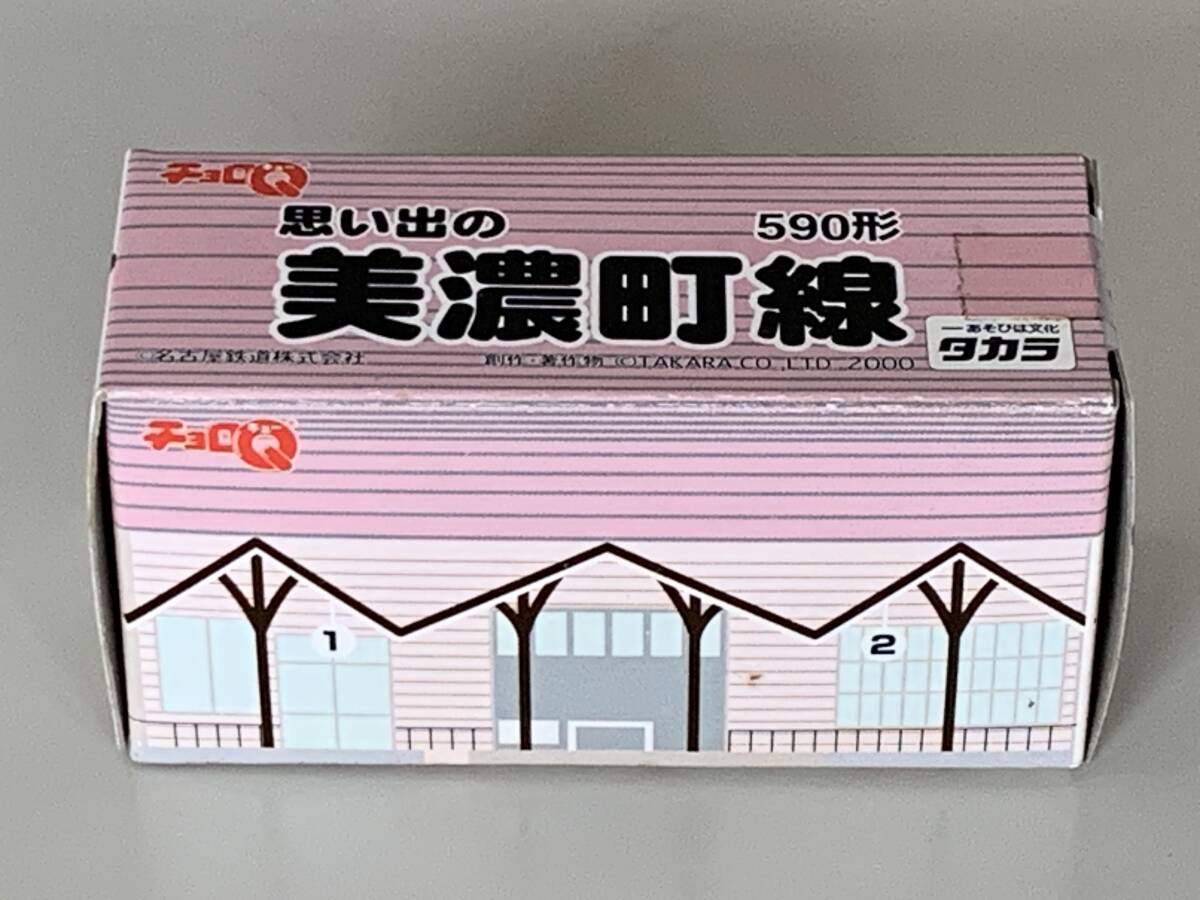 チョロQ
思い出の 590形
美濃町線
©名古屋鉄道株式会社 創作・著作物 ©TAKARA.CO.,LTD.2000
ーあそびは文化
タカラ
チョロQ
1 2